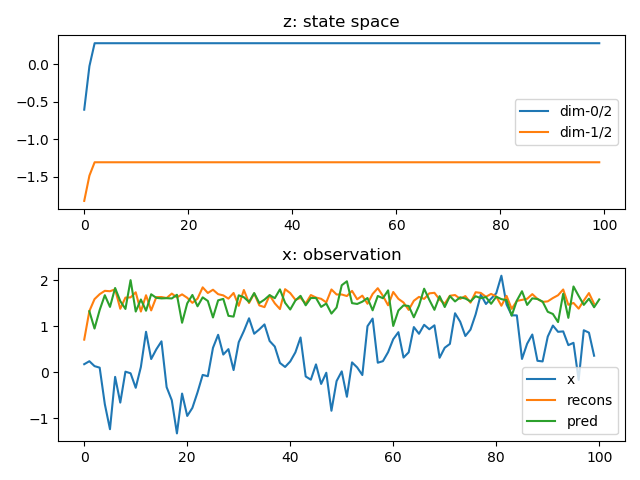 z: state space
0.0
−0.5
−1.0
−1.5
dim-0/2
dim-1/2
0 20 40 60 80 100
x: observation
2
1
0
−1
x
recons
pred
0 20 40 60 80 100